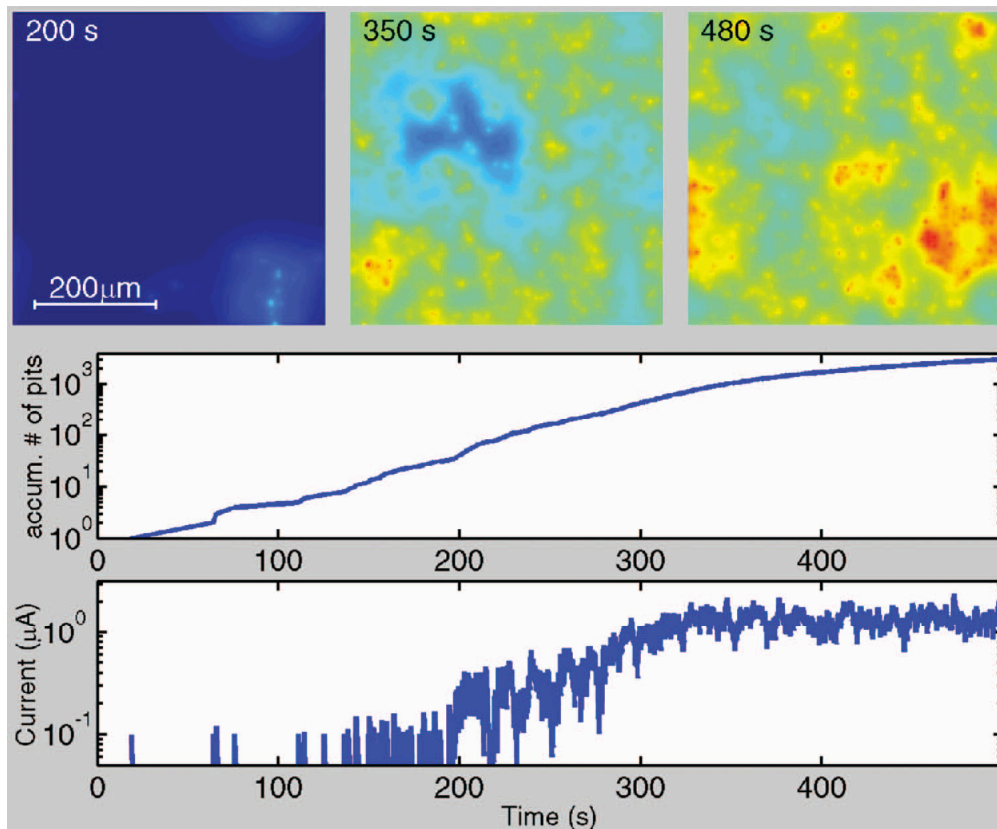 200 s
350 s
480 s
200μm
accum. # of pits
10³
10²
10¹
10⁰
0 100 200 300 400
Current (μA)
10⁰
10⁻¹
0 100 200 300 400
Time (s)